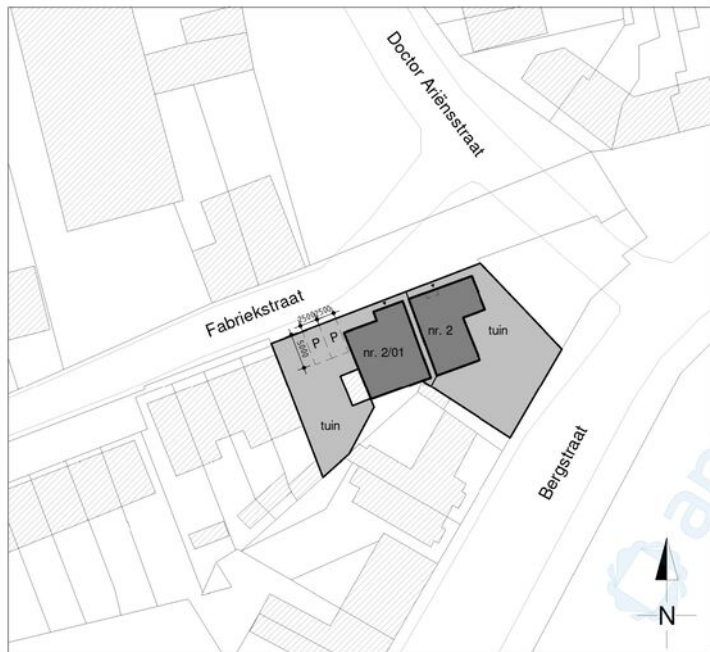 Doctor Ariënsstraat
Fabriekstraat
2500
2500
5000
P
P
nr. 2/01
nr. 2
tuin
tuin
Bergstraat
N